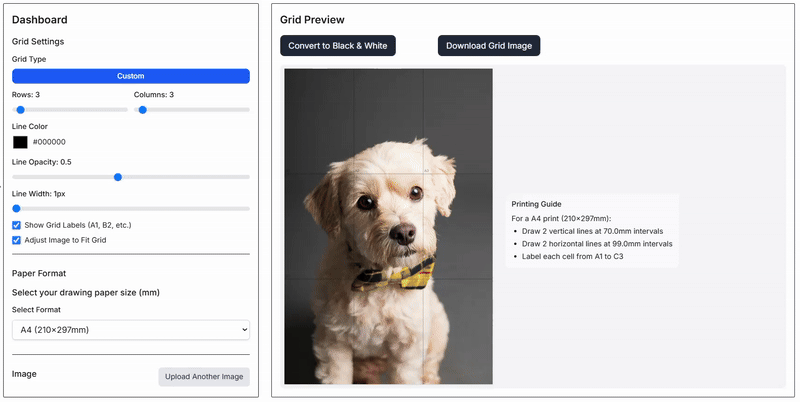 Dashboard
Grid Settings
Grid Type
Custom
Rows: 3 Columns: 3
Line Color
#000000
Line Opacity: 0.5
Line Width: 1px
Show Grid Labels (A1, B2, etc.)
Adjust Image to Fit Grid
Paper Format
Select your drawing paper size (mm)
Select Format
A4 (210×297mm)
Image
Upload Another Image
Grid Preview
Convert to Black & White
Download Grid Image
Printing Guide
For a A4 print (210×297mm):
• Draw 2 vertical lines at 70.0mm intervals
• Draw 2 horizontal lines at 99.0mm intervals
• Label each cell from A1 to C3